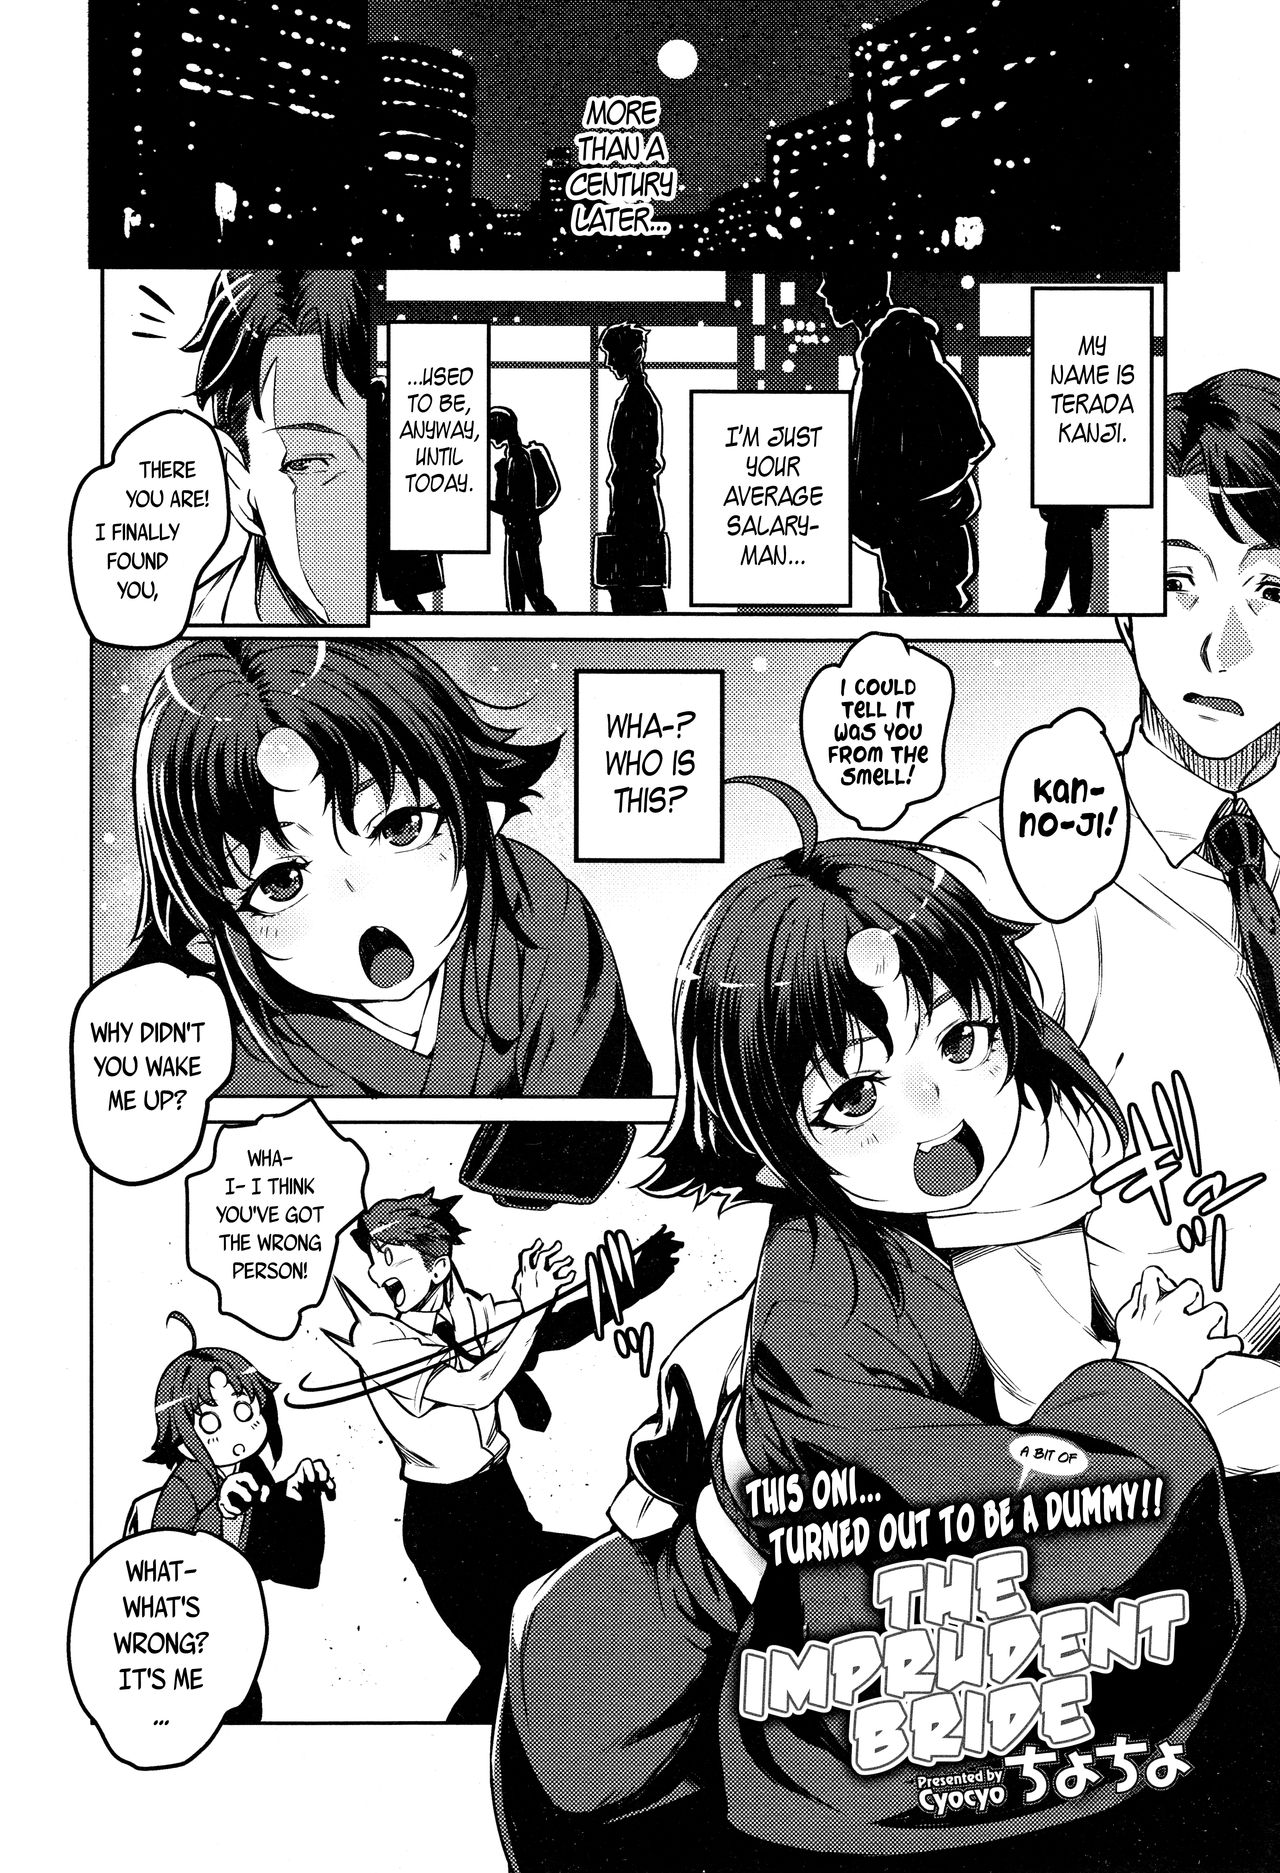 MORE
THAN A
CENTURY
LATER...
MY
NAME IS
TERADA
KANJI.
I'M JUST
YOUR
AVERAGE
SALARY-
MAN...
...USED
TO BE,
ANYWAY,
UNTIL
TODAY.
THERE
YOU ARE!
I FINALLY
FOUND
YOU,
KAN-
NO-JI!
I COULD
TELL IT
WAS YOU
FROM THE
SMELL!
WHA-?
WHO IS
THIS?
WHY DIDN'T
YOU WAKE
ME UP?
WHA-
I- I THINK
YOU'VE GOT
THE WRONG
PERSON!
WHAT-
WHAT'S
WRONG?
IT'S ME
...
THIS ONI...
A BIT OF
TURNED OUT TO BE A DUMMY!!
THE
IMPRUDENT
BRIDE
Presented by
Cyocyo
ちょちょ